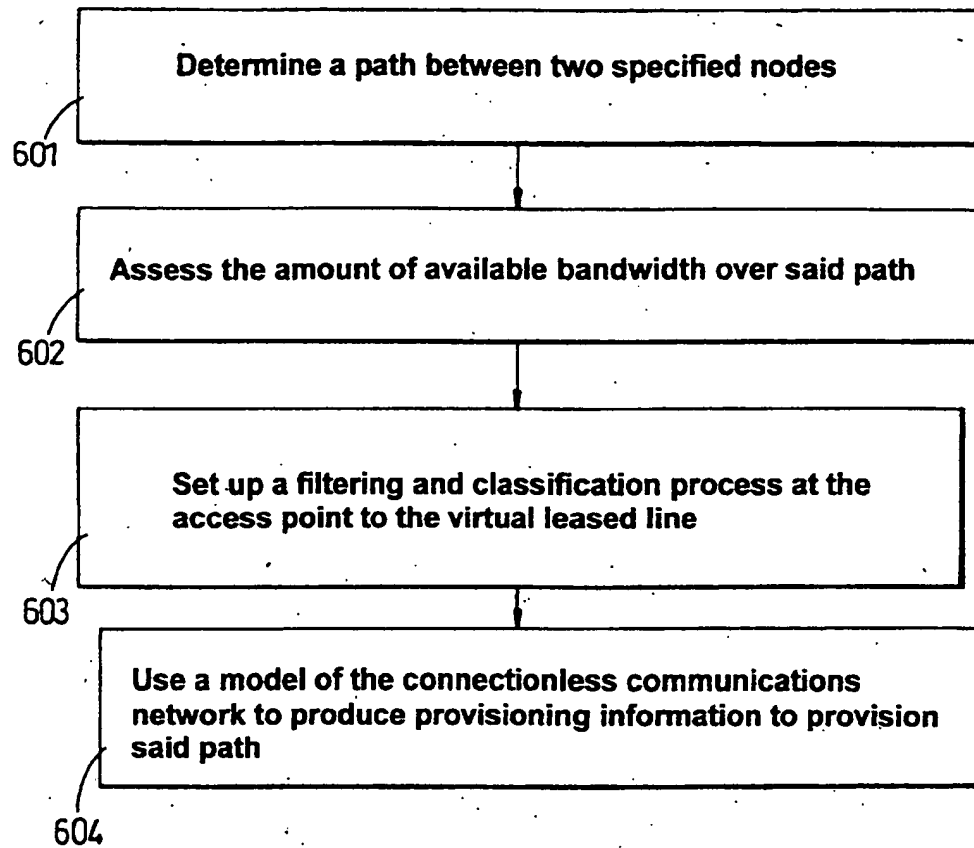 Determine a path between two specified nodes
601
Assess the amount of available bandwidth over said path
602
Set up a filtering and classification process at the
access point to the virtual leased line
603
Use a model of the connectionless communications
network to produce provisioning information to provision
said path
604